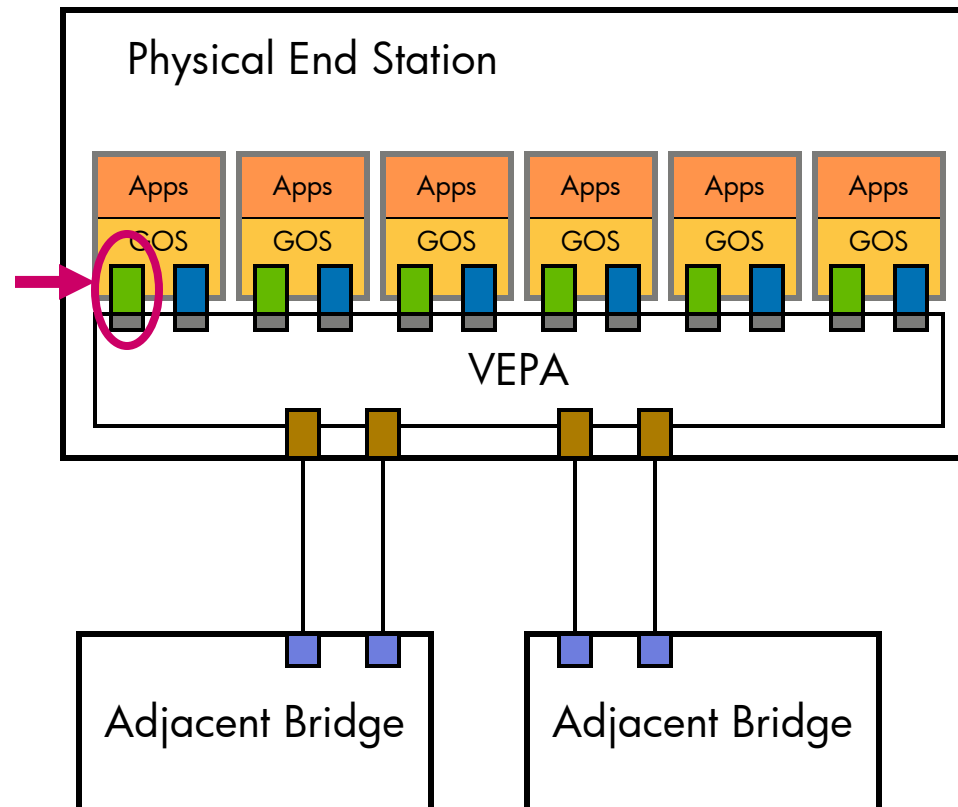 Physical End Station
Apps Apps Apps Apps Apps Apps
GOS GOS GOS GOS GOS GOS
VEPA
Adjacent Bridge Adjacent Bridge